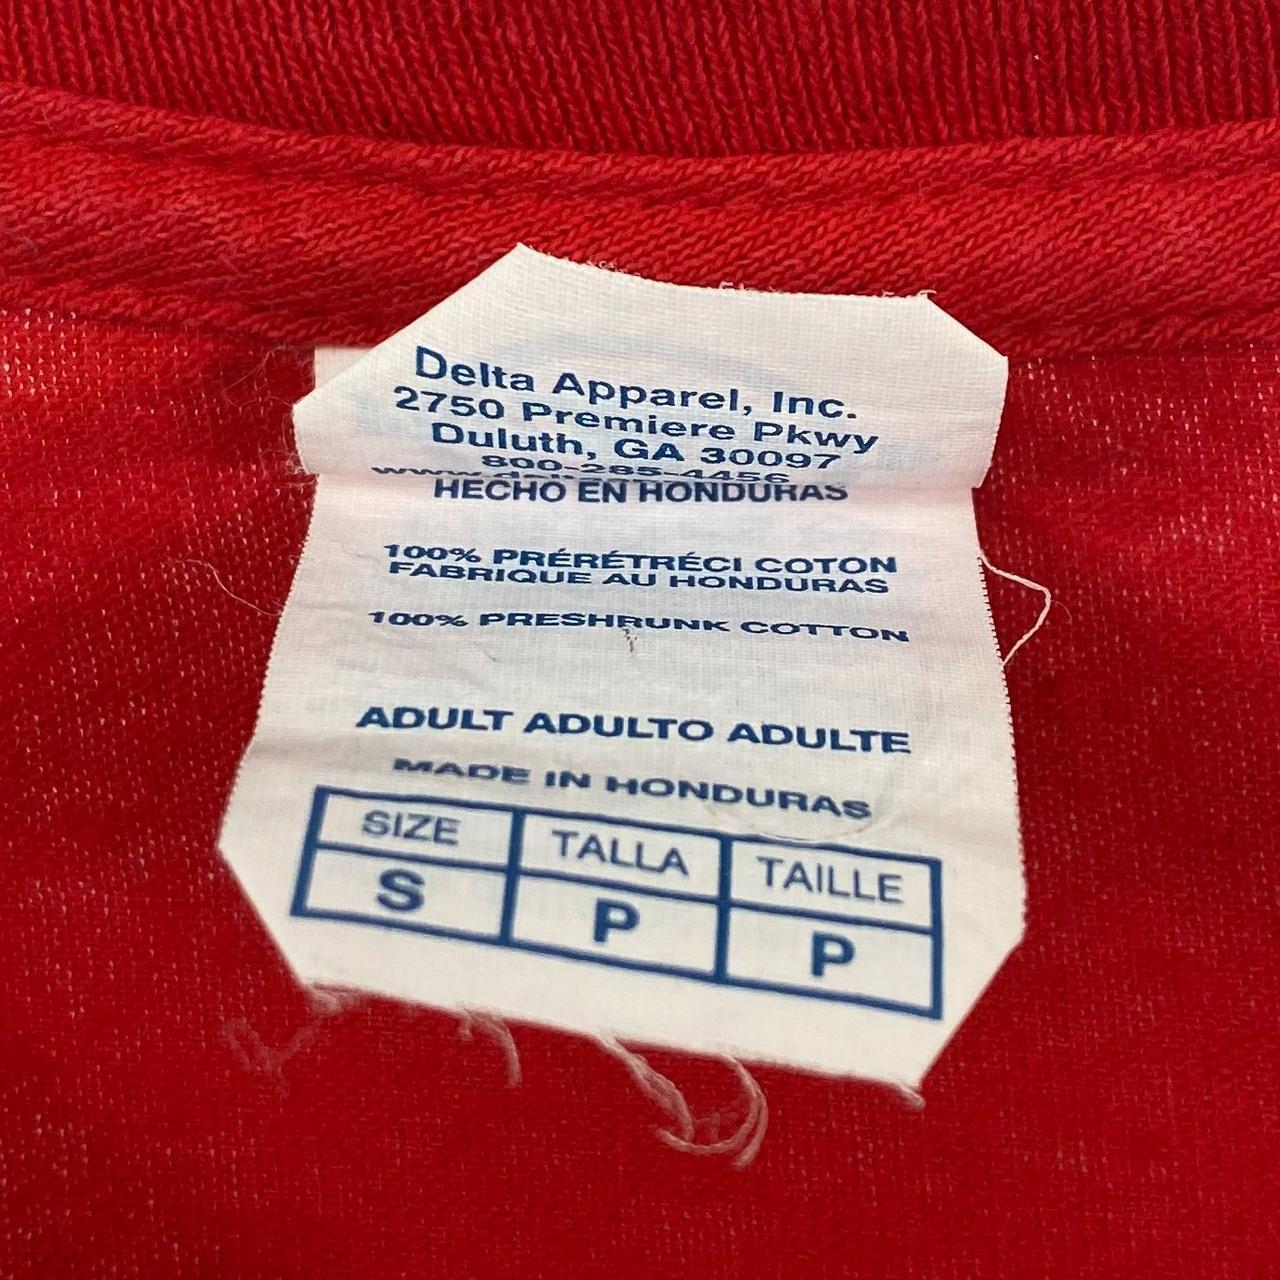 Delta Apparel, Inc.
2750 Premiere Pkwy
Duluth, GA 30097
800-285-4456
HECHO EN HONDURAS
100% PRÉRÉTRÉCI COTON
FABRIQUE AU HONDURAS
100% PRESHRUNK COTTON
ADULT ADULTO ADULTE
MADE IN HONDURAS
SIZE TALLA TAILLE
S P P